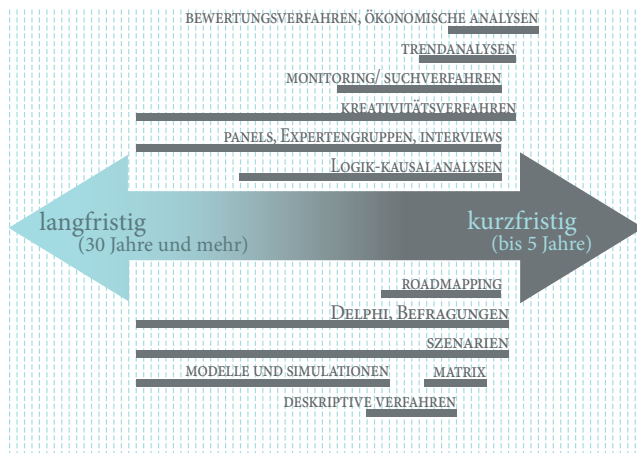 BEWERTUNGSVERFAHREN, ÖKONOMISCHE ANALYSEN
TRENDANALYSEN
MONITORING/ SUCHVERFAHREN
KREATIVITÄTSVERFAHREN
PANELS, EXPERTENGRUPPEN, INTERVIEWS
LOGIK-KAUSALANALYSEN
langfristig
(30 Jahre und mehr)
kurzfristig
(bis 5 Jahre)
ROADMAPPING
DELPHI, BEFRAGUNGEN
SZENARIEN
MODELLE UND SIMULATIONEN
MATRIX
DESKRIPTIVE VERFAHREN